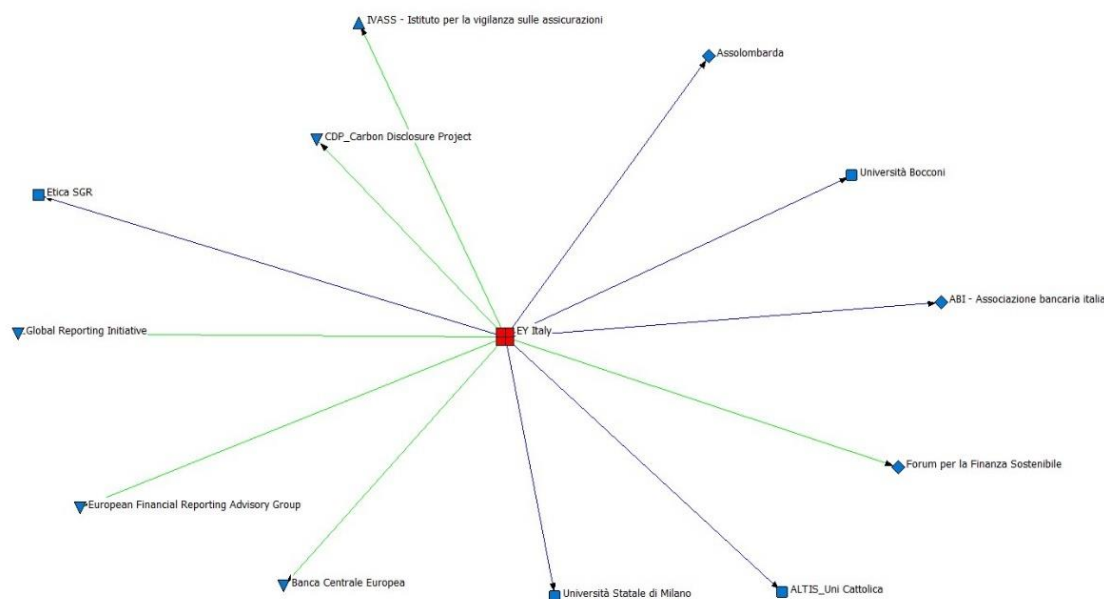 IVASS - Istituto per la vigilanza sulle assicurazioni
Assolombarda
CDP_Carbon Disclosure Project
Università Bocconi
Etica SGR
ABI - Associazione bancaria italia
Global Reporting Initiative
EY Italy
Forum per la Finanza Sostenibile
European Financial Reporting Advisory Group
Banca Centrale Europea
Università Statale di Milano
ALTIS_Uni Cattolica